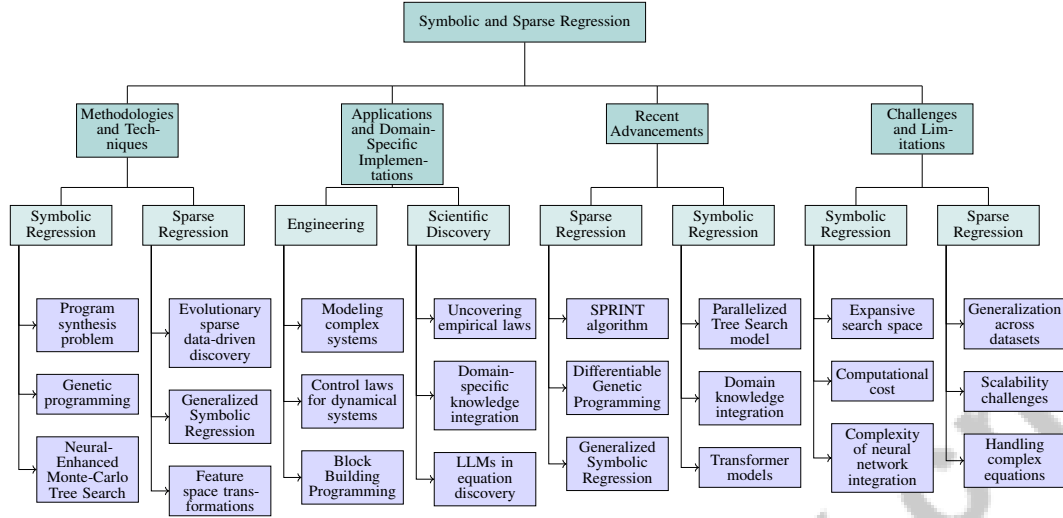 Symbolic and Sparse Regression
Methodologies
and Tech-
niques
Applications
and Domain-
Specific
Implemen-
tations
Recent
Advancements
Challenges
and Lim-
itations
Symbolic
Regression
Sparse
Regression
Engineering
Scientific
Discovery
Sparse
Regression
Symbolic
Regression
Symbolic
Regression
Sparse
Regression
Program
synthesis
problem
Genetic
programming
Neural-
Enhanced
Monte-Carlo
Tree Search
Evolutionary
sparse
data-driven
discovery
Generalized
Symbolic
Regression
Feature
space trans-
formations
Modeling
complex
systems
Control laws
for dynamical
systems
Block
Building
Programming
Uncovering
empirical laws
Domain-
specific
knowledge
integration
LLMs in
equation
discovery
SPRINT
algorithm
Differentiable
Genetic
Programming
Generalized
Symbolic
Regression
Parallelized
Tree Search
model
Domain
knowledge
integration
Transformer
models
Expansive
search space
Computational
cost
Complexity
of neural
network
integration
Generalization
across
datasets
Scalability
challenges
Handling
complex
equations